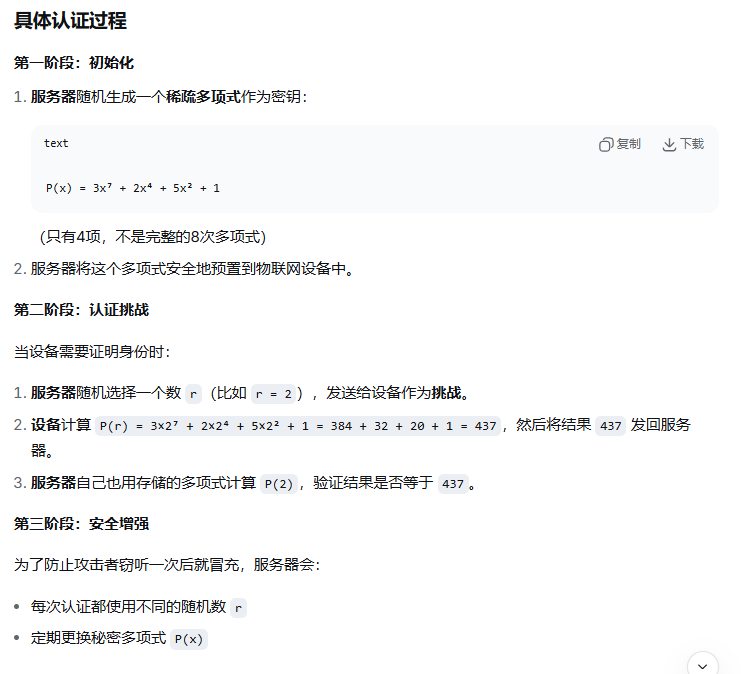 具体认证过程
第一阶段：初始化
1. 服务器随机生成一个稀疏多项式作为密钥：
text
复制
下载
P(x) = 3x⁷ + 2x⁴ + 5x² + 1
（只有4项，不是完整的8次多项式）
2. 服务器将这个多项式安全地预置到物联网设备中。
第二阶段：认证挑战
当设备需要证明身份时：
1. 服务器随机选择一个数 r（比如 r = 2），发送给设备作为挑战。
2. 设备计算 P(r) = 3×2⁷ + 2×2⁴ + 5×2² + 1 = 384 + 32 + 20 + 1 = 437，然后将结果 437 发回服务
器。
3. 服务器自己也用存储的多项式计算 P(2)，验证结果是否等于 437。
第三阶段：安全增强
为了防止攻击者窃听一次后就冒充，服务器会：
• 每次认证都使用不同的随机数 r
• 定期更换秘密多项式 P(x)